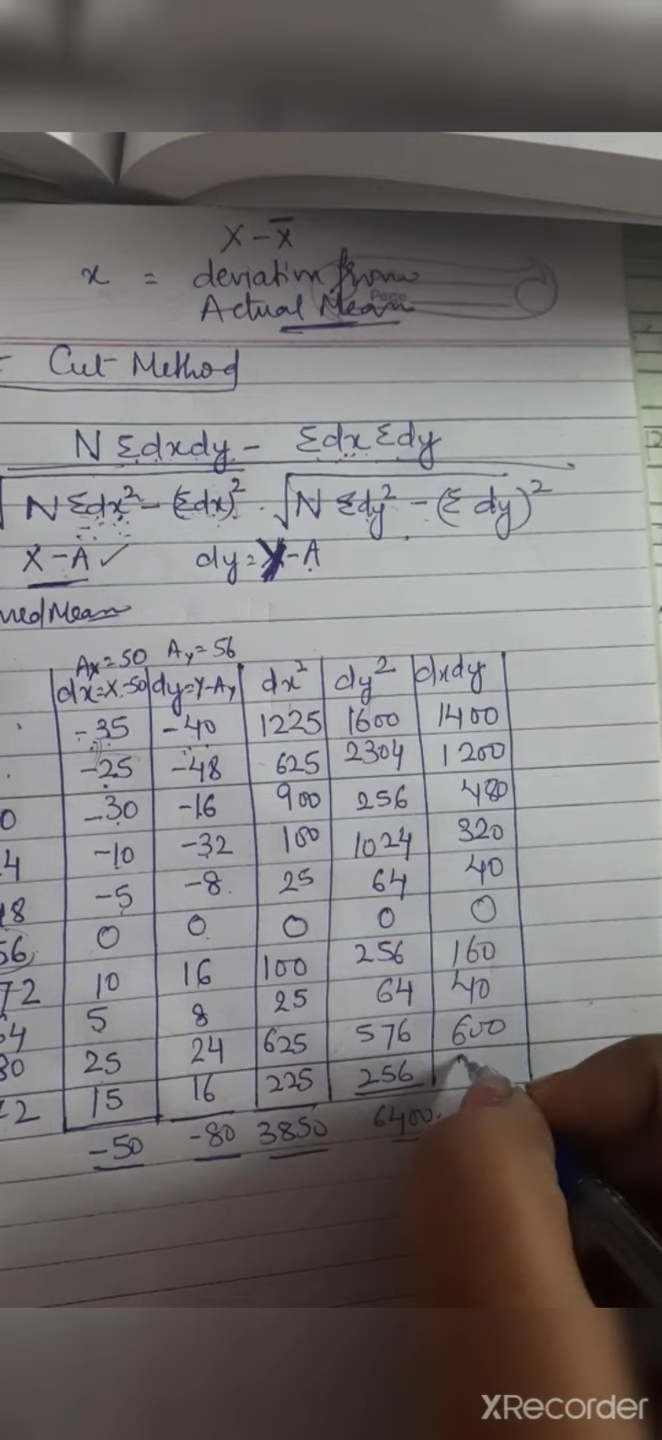 X - x̄
x = deviation from
Actual Mean
Cut Method
N Σdxdy - Σdx Σdy
√N Σdx² - (Σdx)² . √N Σdy² - (Σ dy)²
X - A ✓ dy = Y - A
Mean
Ax = 50 Ay = 56
dx=X-50 dy=Y-Ay dx² dy² dxdy
-35 -40 1225 1600 1400
-25 -48 625 2304 1200
0 -30 -16 900 256 480
4 -10 -32 100 1024 320
48 -5 -8 25 64 40
56 0 0 0 0 0
72 10 16 100 256 160
64 5 8 25 64 40
80 25 24 625 576 600
72 15 16 225 256
-50 -80 3850 6400
XRecorder